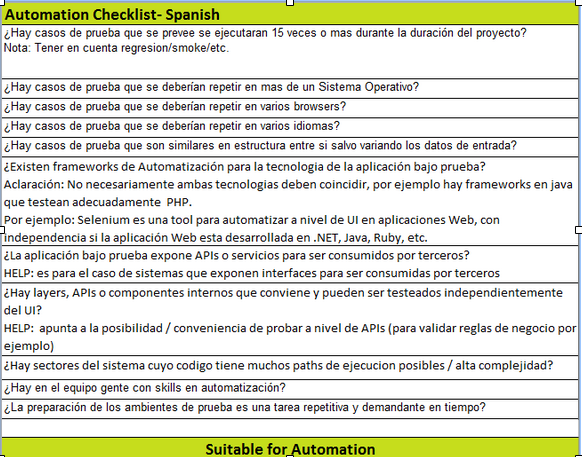 Automation Checklist- Spanish
¿Hay casos de prueba que se prevee se ejecutaran 15 veces o mas durante la duración del proyecto?
Nota: Tener en cuenta regresion/smoke/etc.
¿Hay casos de prueba que se deberían repetir en mas de un Sistema Operativo?
¿Hay casos de prueba que se deberían repetir en varios browsers?
¿Hay casos de prueba que se deberían repetir en varios idiomas?
¿Hay casos de prueba que son similares en estructura entre si salvo variando los datos de entrada?
¿Existen frameworks de Automatización para la tecnologia de la aplicación bajo prueba?
Aclaración: No necesariamente ambas tecnologias deben coincidir, por ejemplo hay frameworks en java
que testean adecuadamente PHP.
Por ejemplo: Selenium es una tool para automatizar a nivel de UI en aplicaciones Web, con
independencia si la aplicación Web esta desarrollada en .NET, Java, Ruby, etc.
¿La aplicación bajo prueba expone APIs o servicios para ser consumidos por terceros?
HELP: es para el caso de sistemas que exponen interfaces para ser consumidas por terceros
¿Hay layers, APIs o componentes internos que conviene y pueden ser testeados independientemente
del UI?
HELP: apunta a la posibilidad / conveniencia de probar a nivel de APIs (para validar reglas de negocio por
ejemplo)
¿Hay sectores del sistema cuyo codigo tiene muchos paths de ejecucion posibles / alta complejidad?
¿Hay en el equipo gente con skills en automatización?
¿La preparación de los ambientes de prueba es una tarea repetitiva y demandante en tiempo?
Suitable for Automation